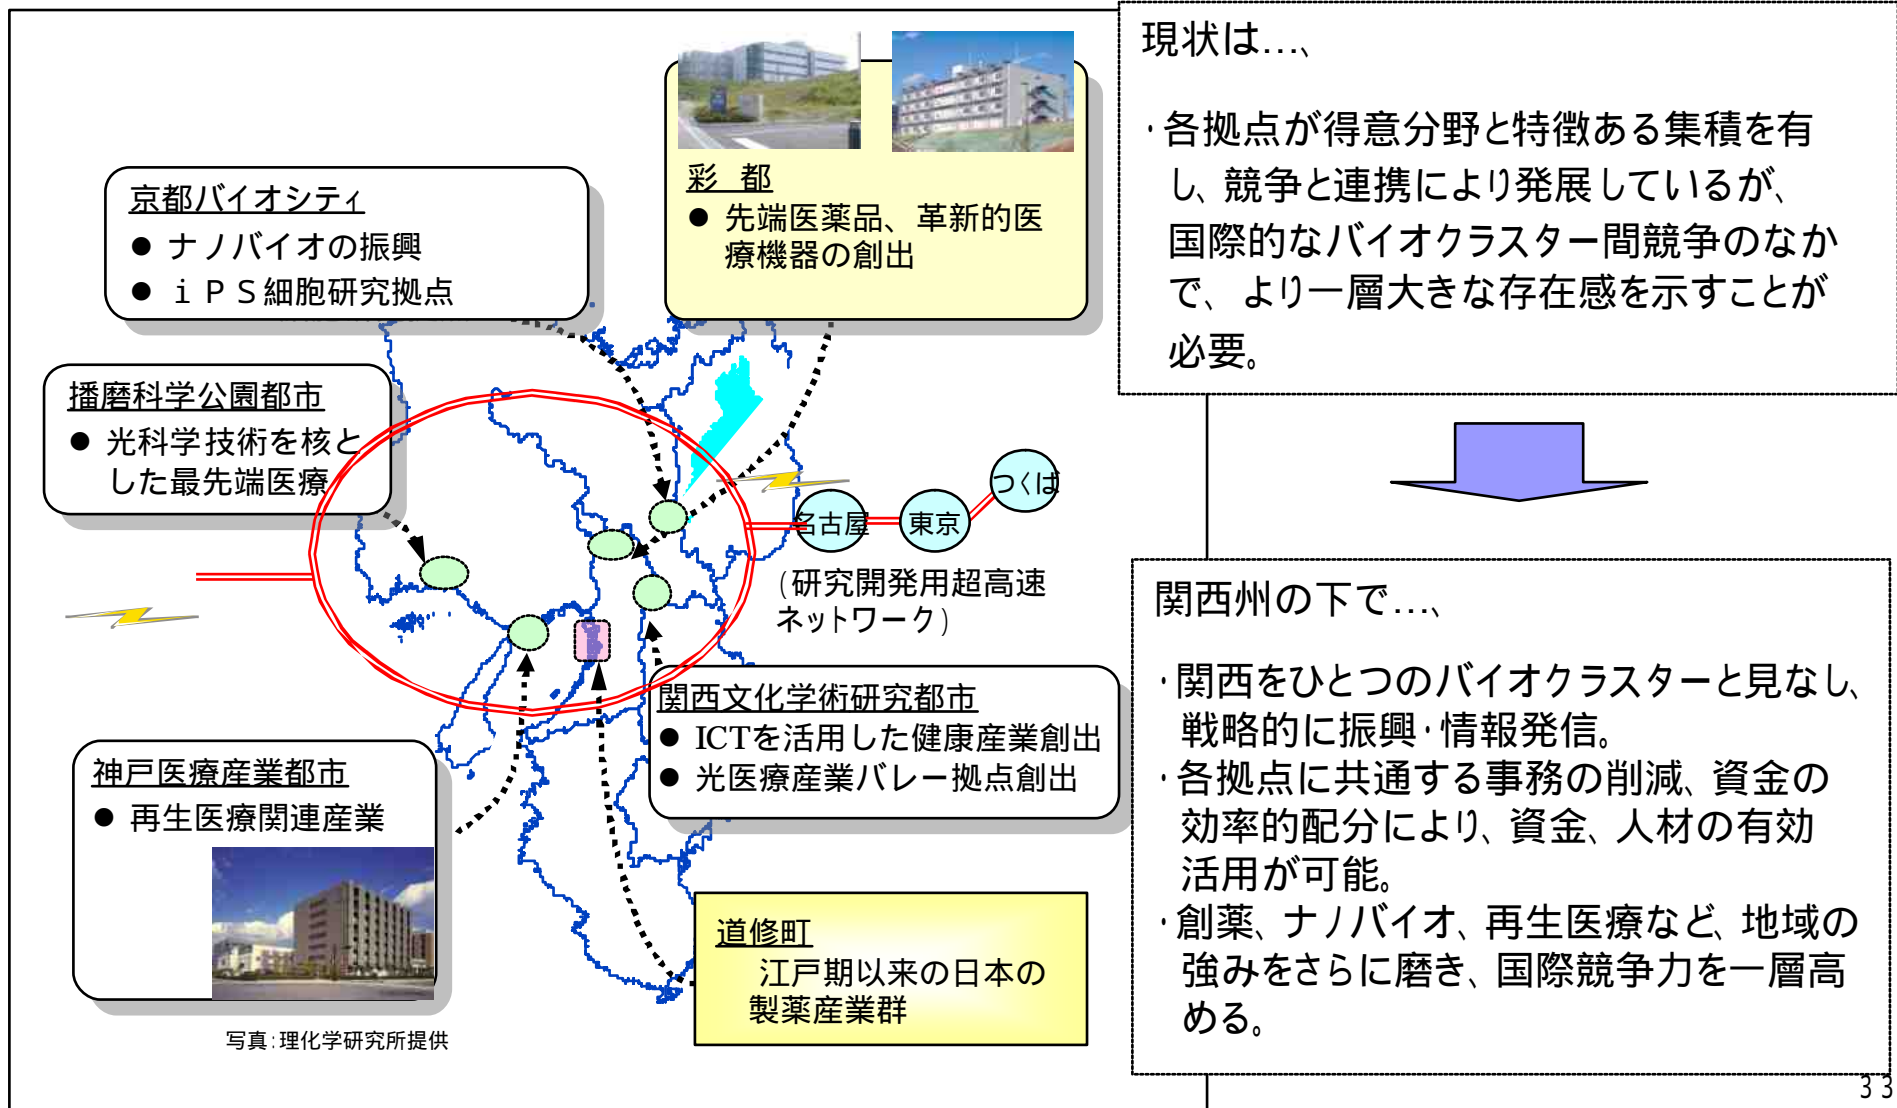 彩 都
● 先端医薬品、革新的医
療機器の創出
京都バイオシティ
● ナノバイオの振興
● iPS細胞研究拠点
播磨科学公園都市
● 光科学技術を核と
した最先端医療
名古屋
東京
つくば
(研究開発用超高速
ネットワーク)
関西文化学術研究都市
● ICTを活用した健康産業創出
● 光医療産業バレー拠点創出
神戸医療産業都市
● 再生医療関連産業
写真:理化学研究所提供
道修町
江戸期以来の日本の
製薬産業群
現状は…、
・各拠点が得意分野と特徴ある集積を有
し、競争と連携により発展しているが、
国際的なバイオクラスター間競争のなか
で、より一層大きな存在感を示すことが
必要。
関西州の下で…、
・関西をひとつのバイオクラスターと見なし、
戦略的に振興・情報発信。
・各拠点に共通する事務の削減、資金の
効率的配分により、資金、人材の有効
活用が可能。
・創薬、ナノバイオ、再生医療など、地域の
強みをさらに磨き、国際競争力を一層高
める。
33